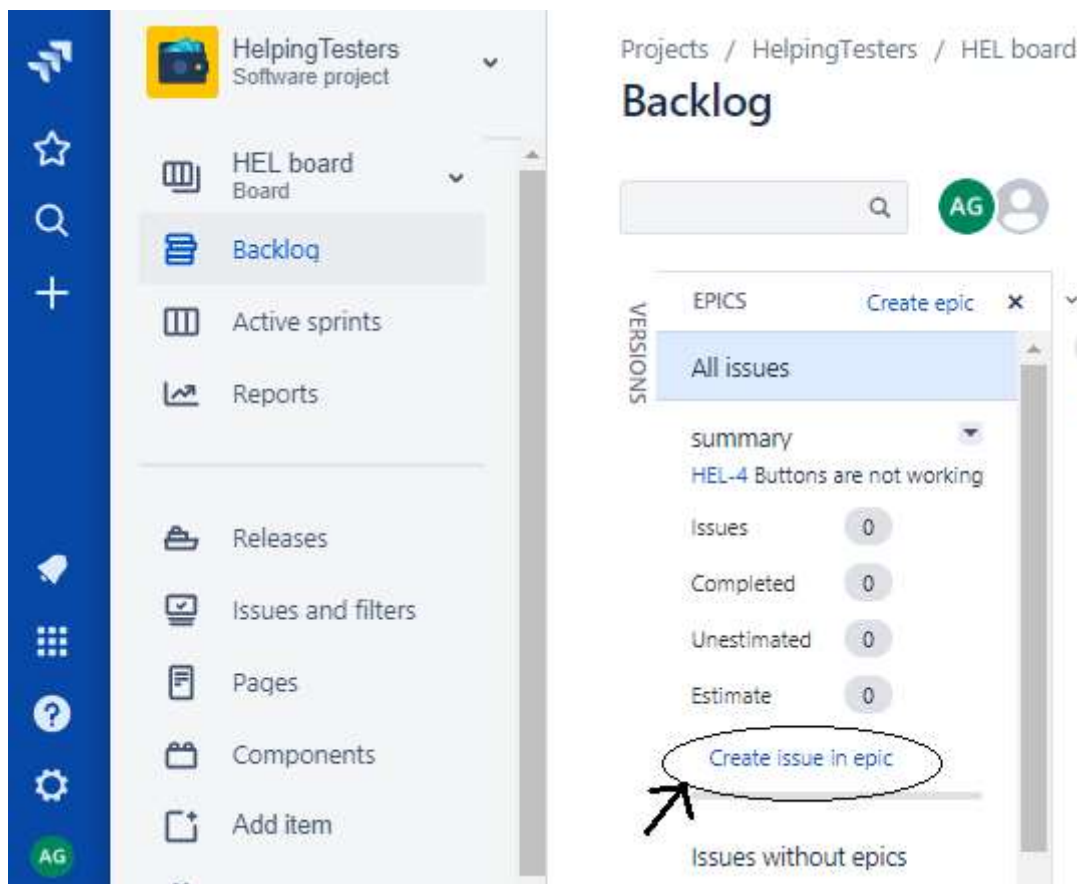 HelpingTesters
Software project
HEL board
Board
Backlog
Active sprints
Reports
Releases
Issues and filters
Pages
Components
Add item
AG
Projects / HelpingTesters / HEL board
Backlog
AG
VERSIONS
EPICS Create epic
All issues
summary
HEL-4 Buttons are not working
Issues 0
Completed 0
Unestimated 0
Estimate 0
Create issue in epic
Issues without epics